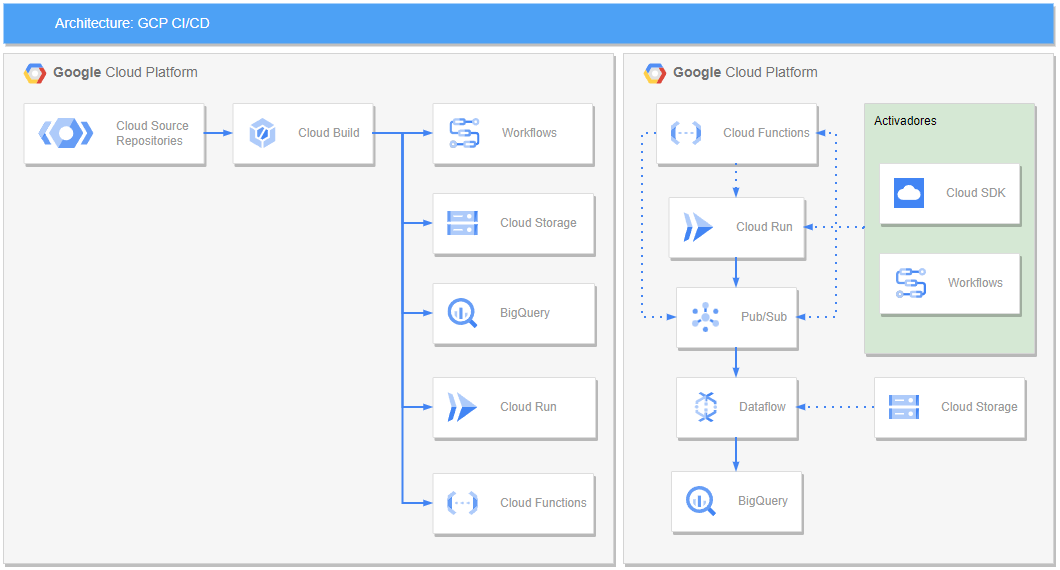 Architecture: GCP CI/CD
Google Cloud Platform
Cloud Source
Repositories
Cloud Build
Workflows
Cloud Storage
BigQuery
Cloud Run
Cloud Functions
Google Cloud Platform
Cloud Functions
Activadores
Cloud SDK
Cloud Run
Workflows
Pub/Sub
Dataflow
Cloud Storage
BigQuery